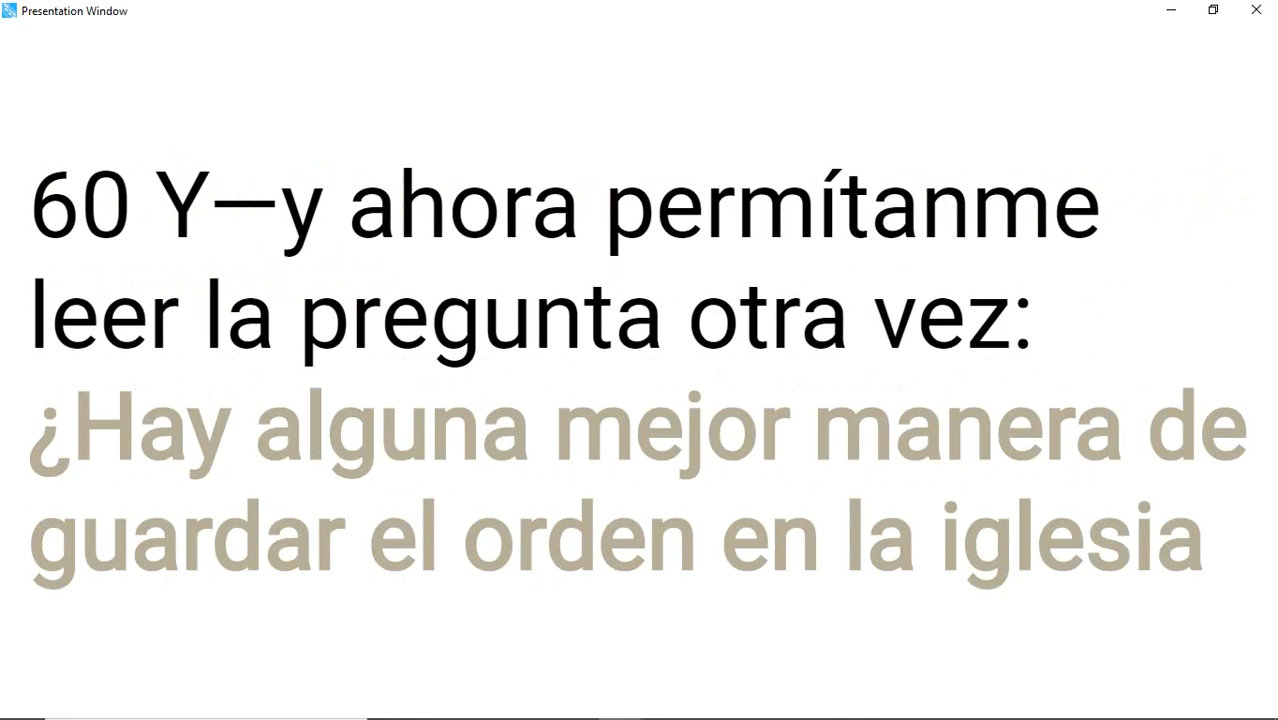 Presentation Window
60 Y—y ahora permítanme
leer la pregunta otra vez:
¿Hay alguna mejor manera de
guardar el orden en la iglesia